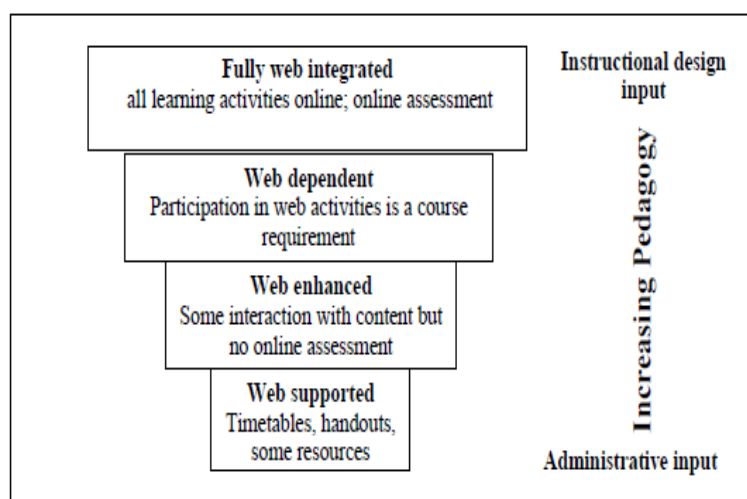 Fully web integrated
all learning activities online; online assessment
Web dependent
Participation in web activities is a course
requirement
Web enhanced
Some interaction with content but
no online assessment
Web supported
Timetables, handouts,
some resources
Instructional design
input
Increasing Pedagogy
Administrative input